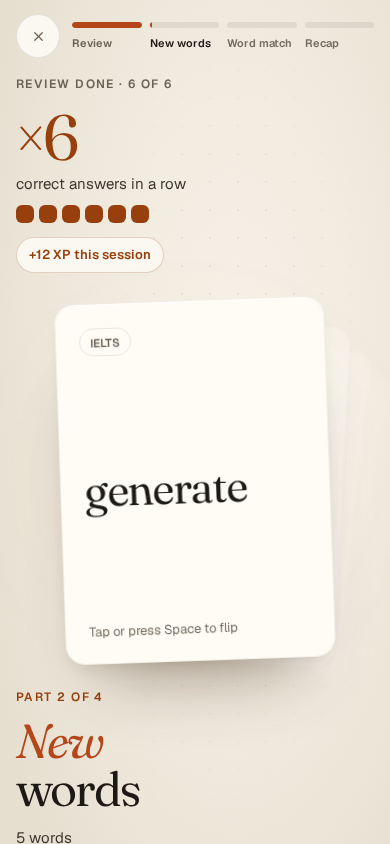 ×
Review New words Word match Recap
REVIEW DONE · 6 OF 6
×6
correct answers in a row
+12 XP this session
IELTS
generate
Tap or press Space to flip
PART 2 OF 4
New
words
5 words